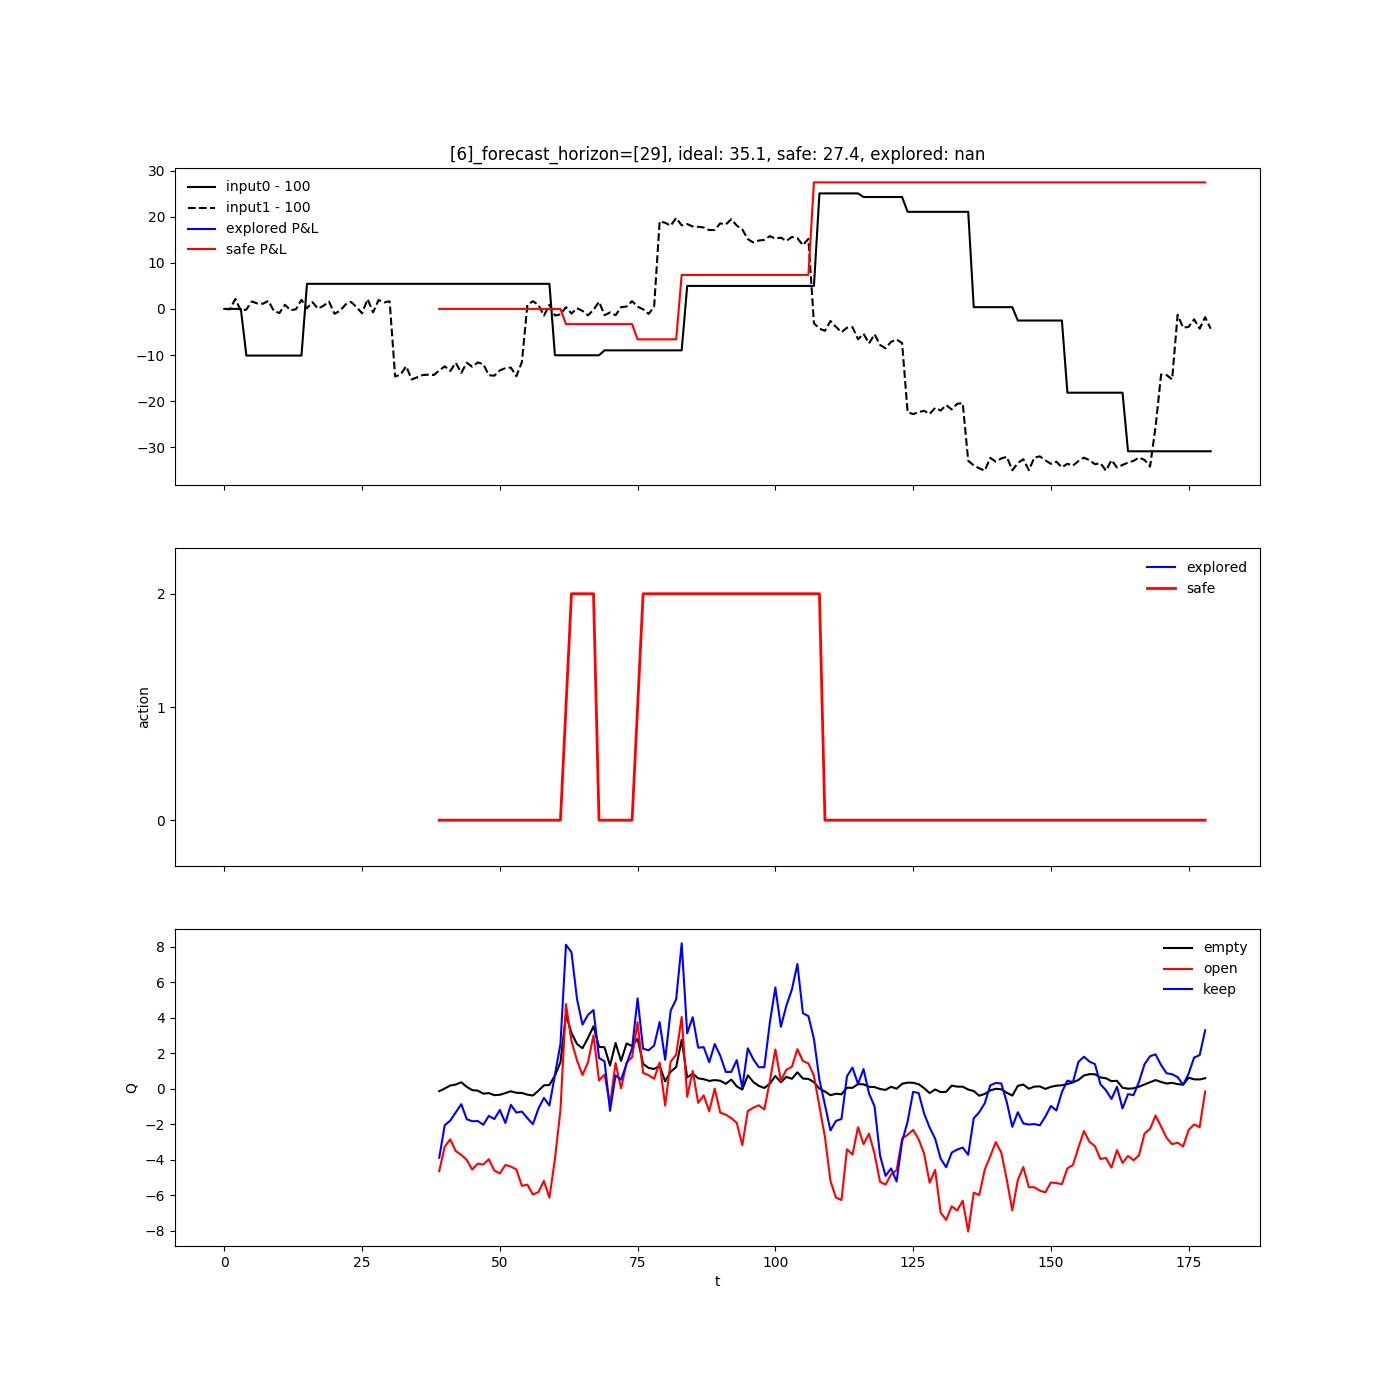 [6]_forecast_horizon=[29], ideal: 35.1, safe: 27.4, explored: nan
30
20
10
0
−10
−20
−30
input0 - 100
input1 - 100
explored P&L
safe P&L
action
2
1
0
explored
safe
Q
8
6
4
2
0
−2
−4
−6
−8
empty
open
keep
0 25 50 75 100 125 150 175
t